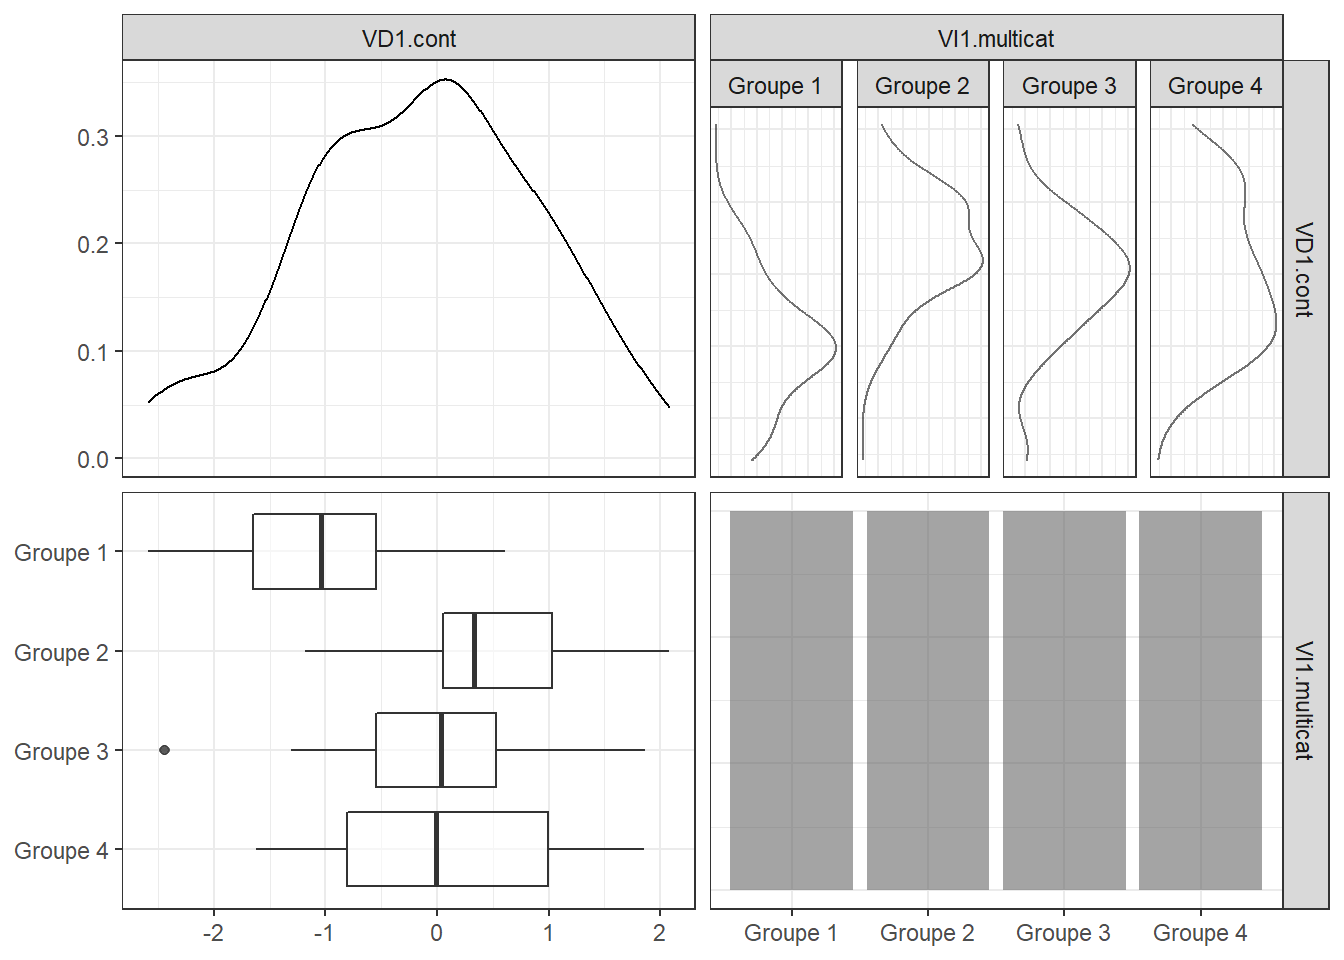 VD1.cont
VI1.multicat
Groupe 1
Groupe 2
Groupe 3
Groupe 4
0.3
0.2
0.1
0.0
VD1.cont
Groupe 1
Groupe 2
Groupe 3
Groupe 4
VI1.multicat
-2
-1
0
1
2
Groupe 1
Groupe 2
Groupe 3
Groupe 4